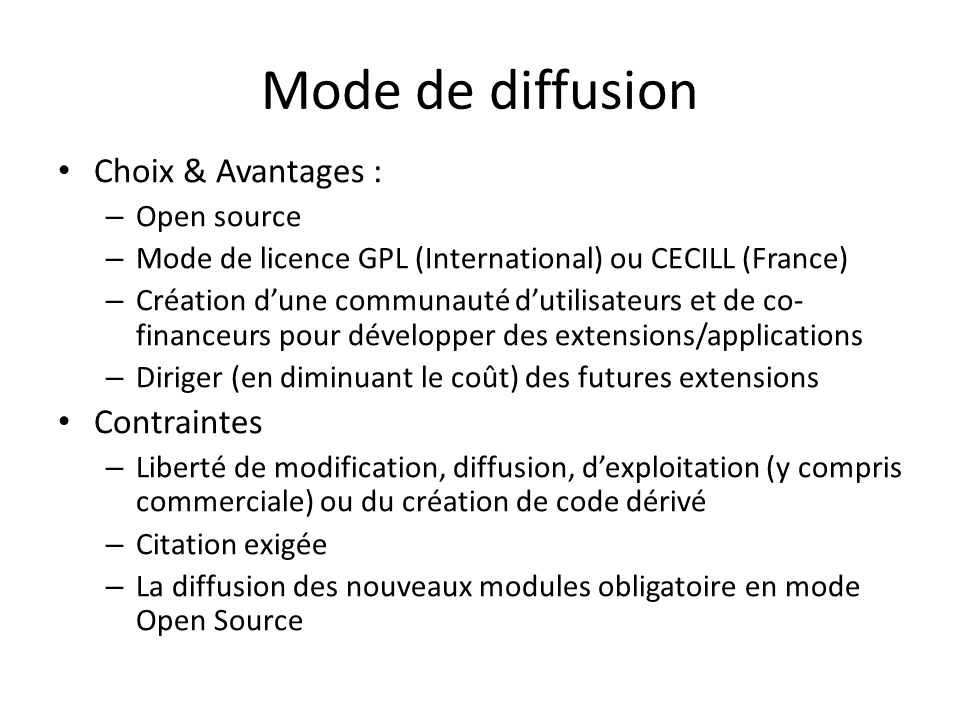 Mode de diffusion
• Choix & Avantages :
– Open source
– Mode de licence GPL (International) ou CECILL (France)
– Création d’une communauté d’utilisateurs et de co-
financeurs pour développer des extensions/applications
– Diriger (en diminuant le coût) des futures extensions
• Contraintes
– Liberté de modification, diffusion, d’exploitation (y compris
commerciale) ou du création de code dérivé
– Citation exigée
– La diffusion des nouveaux modules obligatoire en mode
Open Source